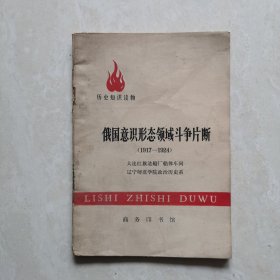 历史知识读物
俄国意识形态领域斗争片断
(1917—1924)
大连红旗造船厂船体车间
辽宁师范学院政治历史系
LISHI ZHISHI DUWU
商务印书馆